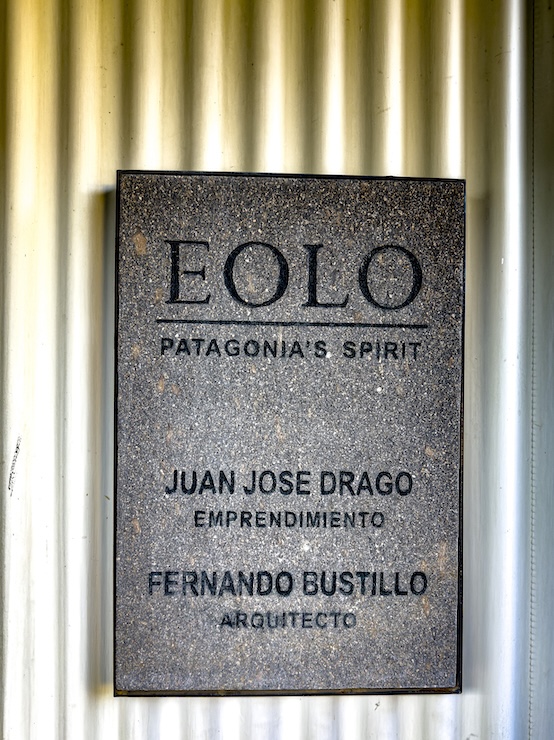 EOLO
PATAGONIA'S SPIRIT
JUAN JOSE DRAGO
EMPRENDIMIENTO
FERNANDO BUSTILLO
ARQUITECTO